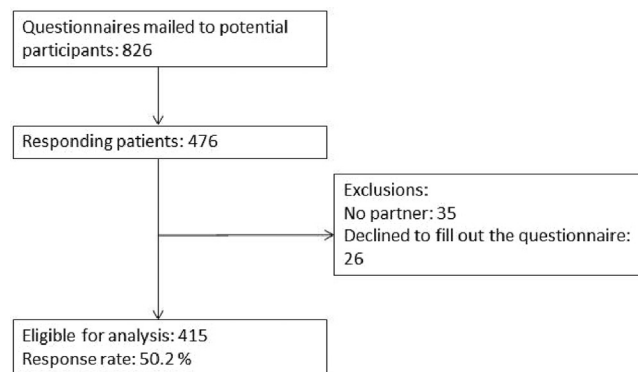 Questionnaires mailed to potential
participants: 826
Responding patients: 476
Exclusions:
No partner: 35
Declined to fill out the questionnaire:
26
Eligible for analysis: 415
Response rate: 50.2 %